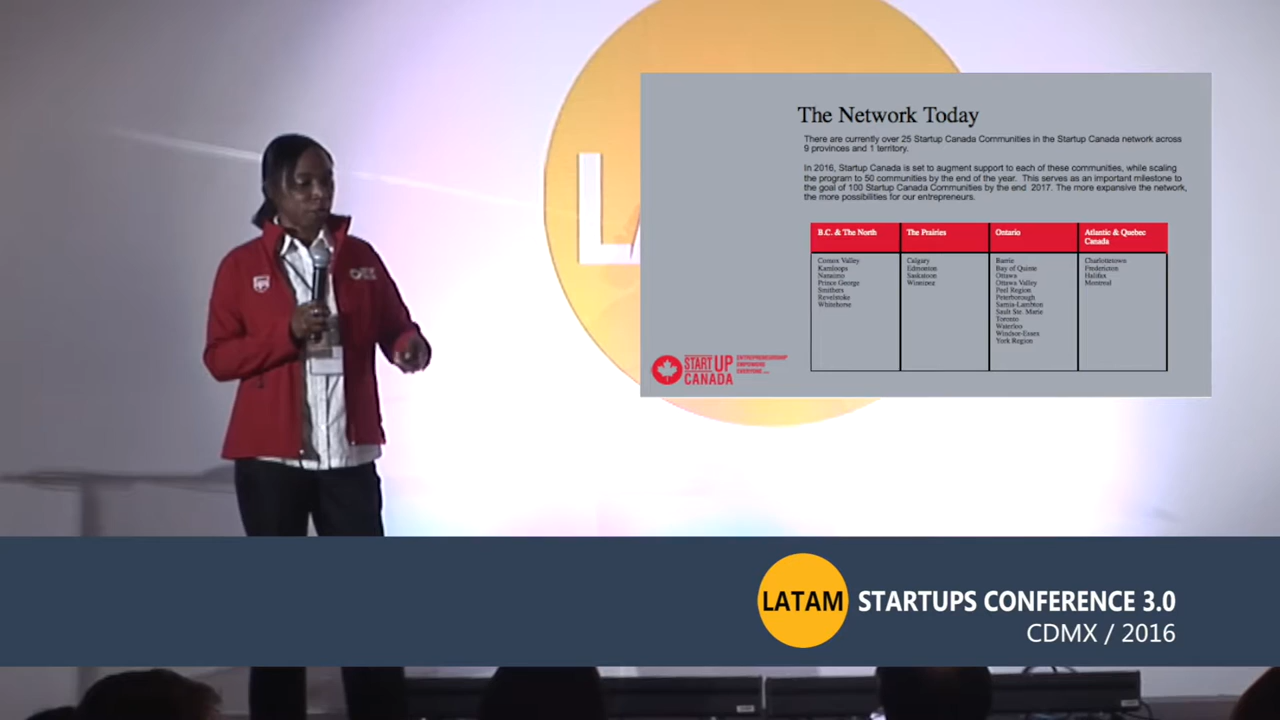 The Network Today
There are currently over 25 Startup Canada Communities in the Startup Canada network across
9 provinces and 1 territory.
In 2016, Startup Canada is set to augment support to each of these communities, while scaling
the program to 50 communities by the end of the year. This serves as an important milestone to
the goal of 100 Startup Canada Communities by the end 2017. The more expansive the network,
the more possibilities for our entrepreneurs.
B.C. & The North
Comox Valley
Kamloops
Nanaimo
Prince George
Smithers
Revelstoke
Whitehorse
The Prairies
Calgary
Edmonton
Saskatoon
Winnipeg
Ontario
Barrie
Bay of Quinte
Ottawa
Ottawa Valley
Peel Region
Peterborough
Sarnia-Lambton
Sault Ste. Marie
Toronto
Waterloo
Windsor-Essex
York Region
Atlantic & Quebec
Canada
Charlottetown
Fredericton
Halifax
Montreal
START UP
CANADA
ENTREPRENEURSHIP
EMPOWERS
EVERYONE
L
LATAM STARTUPS CONFERENCE 3.0
CDMX / 2016